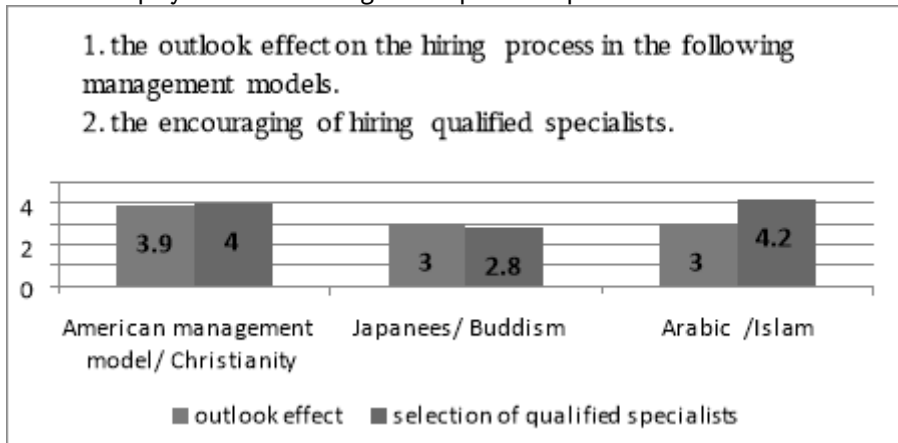 1. the outlook effect on the hiring process in the following
management models.
2. the encouraging of hiring qualified specialists.
4
2
0
3.9
4
3
2.8
3
4.2
American management
model/ Christianity
Japanees/ Buddism
Arabic /Islam
outlook effect
selection of qualified specialists